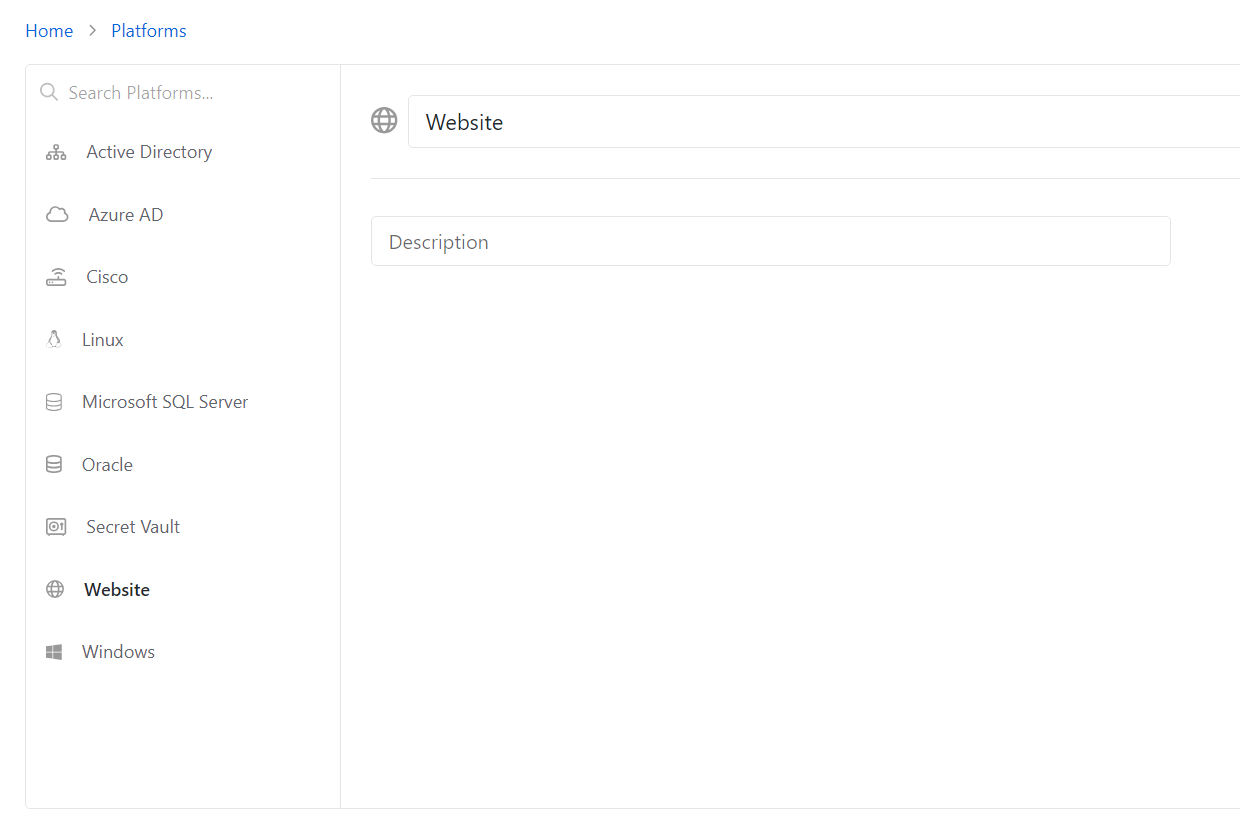 Home > Platforms
Search Platforms...
Active Directory
Azure AD
Cisco
Linux
Microsoft SQL Server
Oracle
Secret Vault
Website
Windows
Website
Description